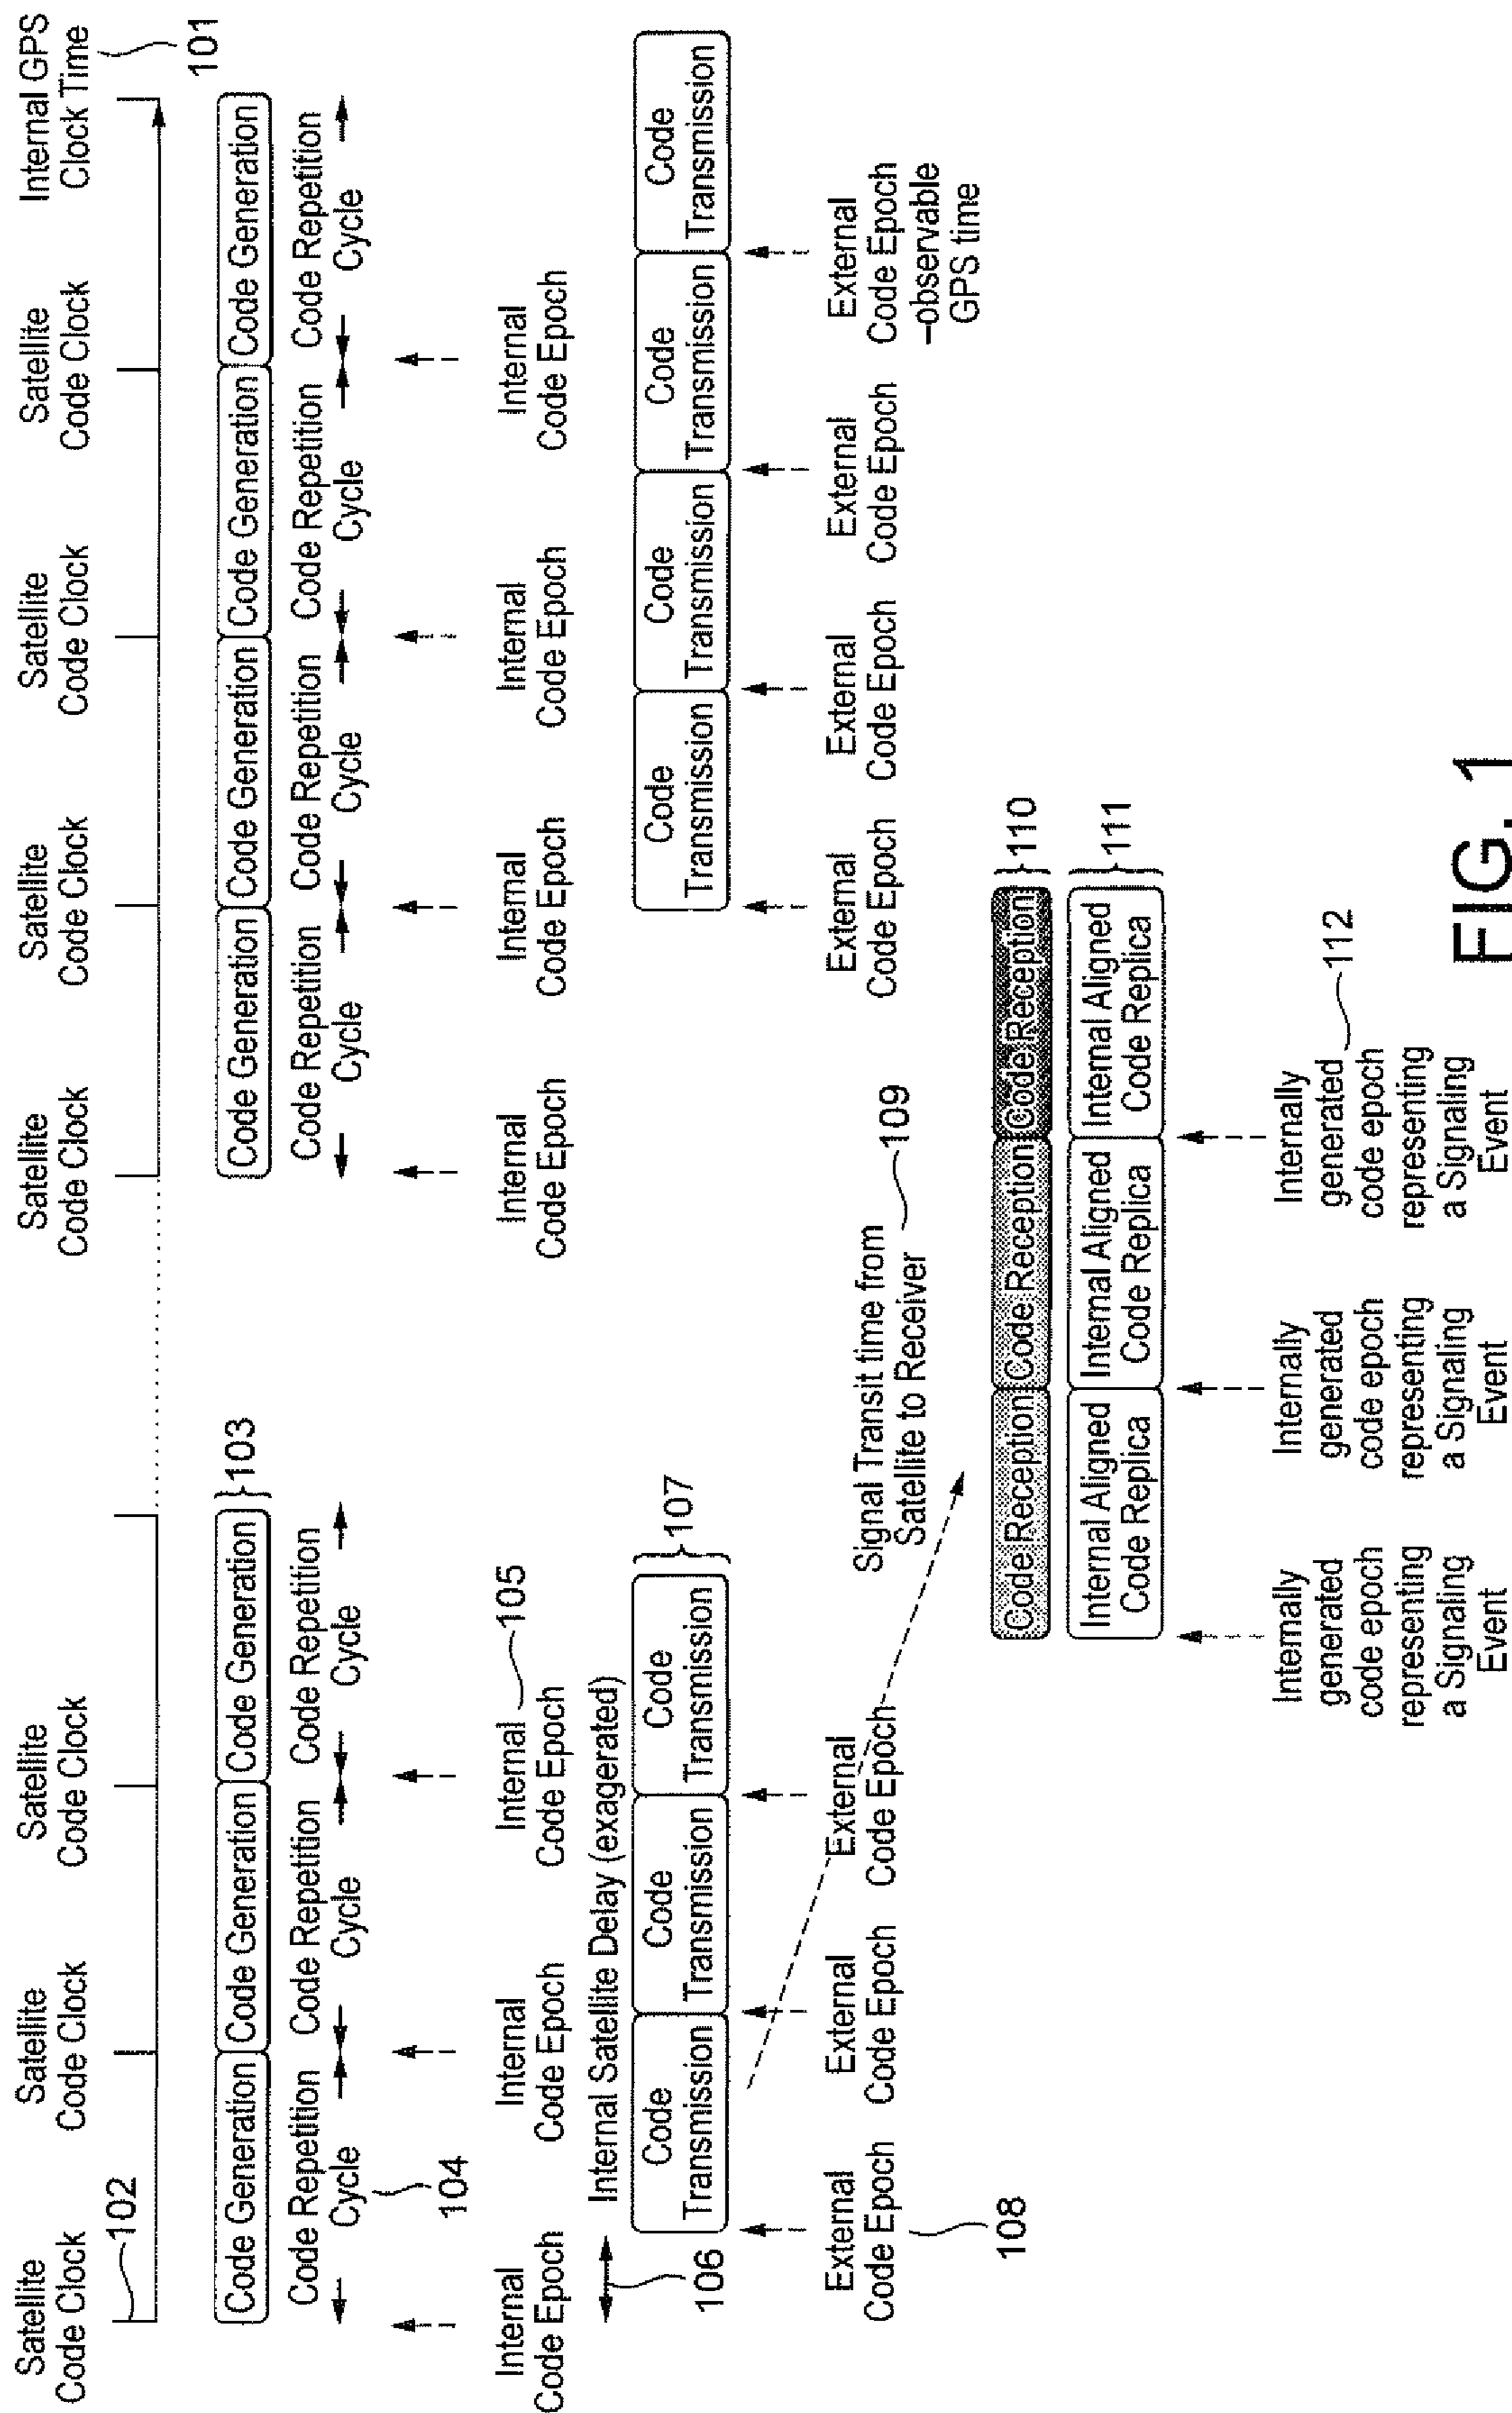 Satellite
Code Clock
Satellite
Code Clock
Satellite
Code Clock
Satellite
Code Clock
Satellite
Code Clock
Satellite
Code Clock
Satellite
Code Clock
Internal GPS
Clock Time
101
102
Code Generation
Code Generation
Code Generation
103
Code Generation
Code Generation
Code Generation
Code Generation
Code Repetition
Cycle
Code Repetition
Cycle
Code Repetition
Cycle
Code Repetition
Cycle
Code Repetition
Cycle
Code Repetition
Cycle
Code Repetition
Cycle
104
Internal
Code Epoch
Internal
Code Epoch
Internal
Code Epoch
105
Internal
Code Epoch
Internal
Code Epoch
Internal
Code Epoch
Internal
Code Epoch
Internal Satellite Delay (exagerated)
106
Code
Transmission
Code
Transmission
Code
Transmission
107
Code
Transmission
Code
Transmission
Code
Transmission
Code
Transmission
External
Code Epoch
108
External
Code Epoch
External
Code Epoch
Signal Transit time from
Satellite to Receiver
109
External
Code Epoch
External
Code Epoch
External
Code Epoch
External
Code Epoch
–observable
GPS time
Code Reception
Code Reception
Code Reception
110
Internal Aligned
Code Replica
Internal Aligned
Code Replica
Internal Aligned
Code Replica
111
Internally
generated
code epoch
representing
a Signaling
Event
Internally
generated
code epoch
representing
a Signaling
Event
Internally
generated
code epoch
representing
a Signaling
Event
112
FIG. 1